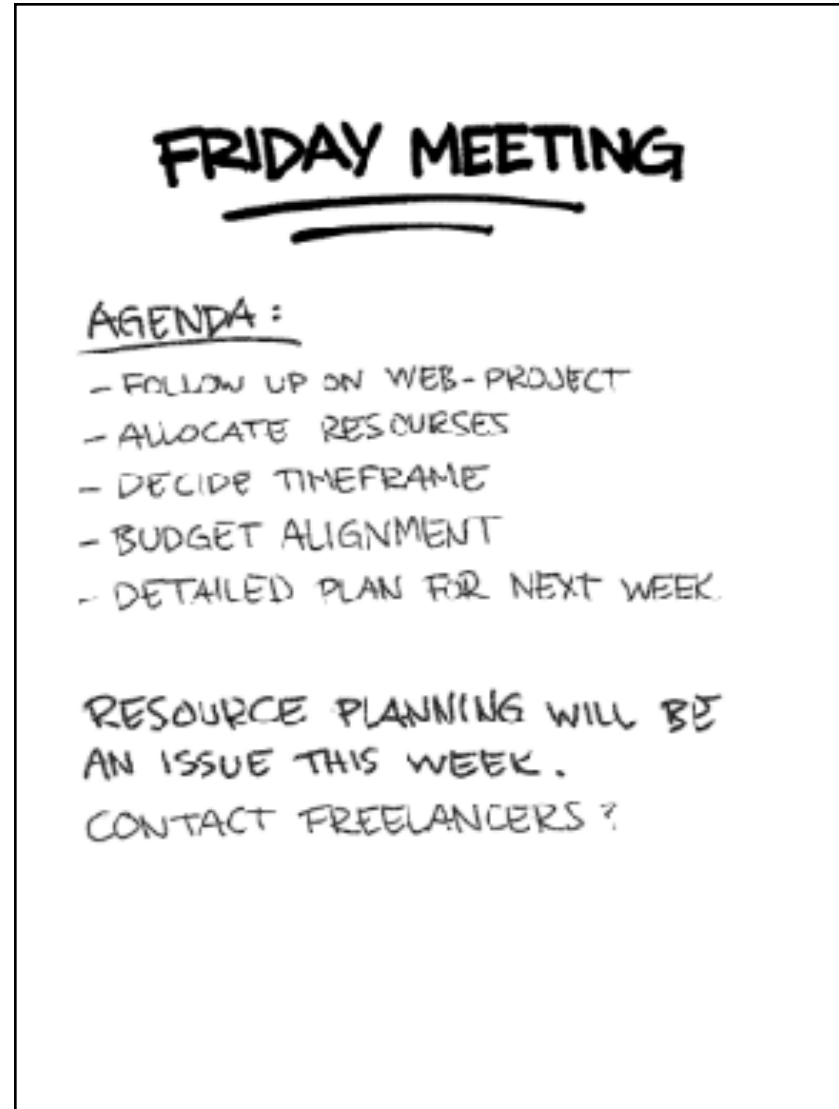 FRIDAY MEETING
AGENDA:
- FOLLOW UP ON WEB-PROJECT
- ALLOCATE RESOURSES
- DECIDE TIMEFRAME
- BUDGET ALIGNMENT
- DETAILED PLAN FOR NEXT WEEK
RESOURCE PLANNING WILL BE
AN ISSUE THIS WEEK.
CONTACT FREELANCERS?